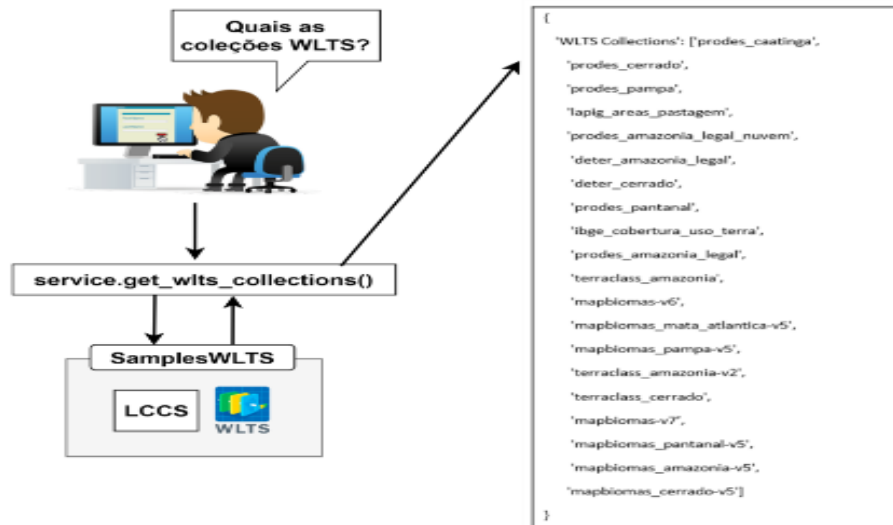 Quais as
coleções WLTS?
service.get_wlts_collections()
SamplesWLTS
LCCS
WLTS
{
'WLTS Collections': ['prodes_caatinga',
'prodes_cerrado',
'prodes_pampa',
'lapig_areas_pastagem',
'prodes_amazonia_legal_nuvem',
'deter_amazonia_legal',
'deter_cerrado',
'prodes_pantanal',
'ibge_cobertura_uso_terra',
'prodes_amazonia_legal',
'terraclass_amazonia',
'mapbiomas-v6',
'mapbiomas_mata_atlantica-v5',
'mapbiomas_pampa-v5',
'terraclass_amazonia-v2',
'terraclass_cerrado',
'mapbiomas-v7',
'mapbiomas_pantanal-v5',
'mapbiomas_amazonia-v5',
'mapbiomas_cerrado-v5']
}